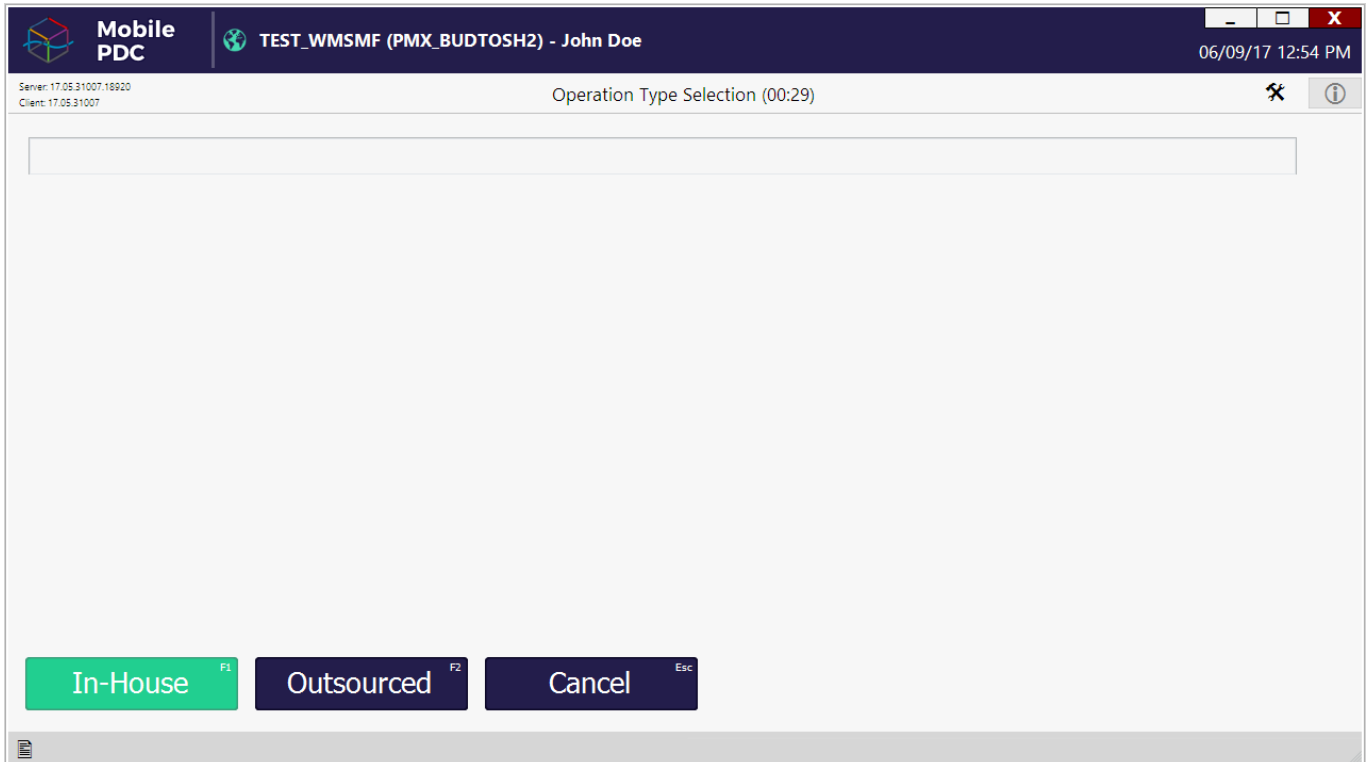 Mobile
PDC
TEST_WMSMF (PMX_BUDTOSH2) - John Doe
X
06/09/17 12:54 PM
Server: 17.05.31007.18920
Client: 17.05.31007
Operation Type Selection (00:29)
In-House F1
Outsourced F2
Cancel Esc